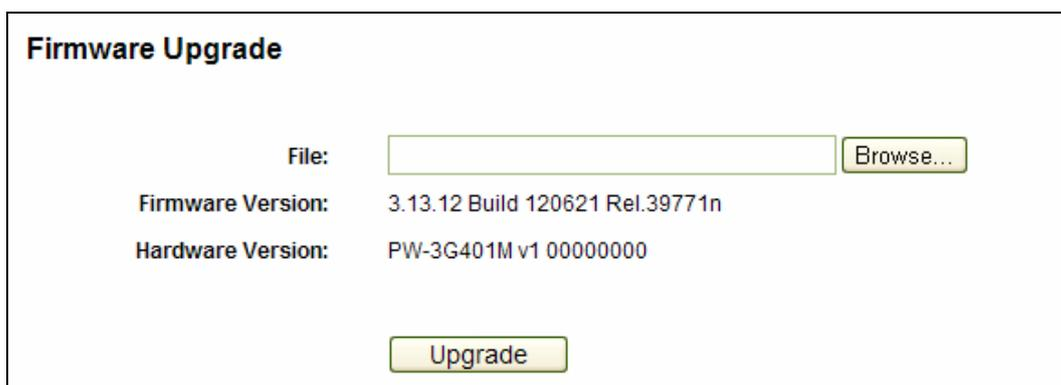 Firmware Upgrade
File:
Browse...
Firmware Version: 3.13.12 Build 120621 Rel.39771n
Hardware Version: PW-3G401M v1 00000000
Upgrade